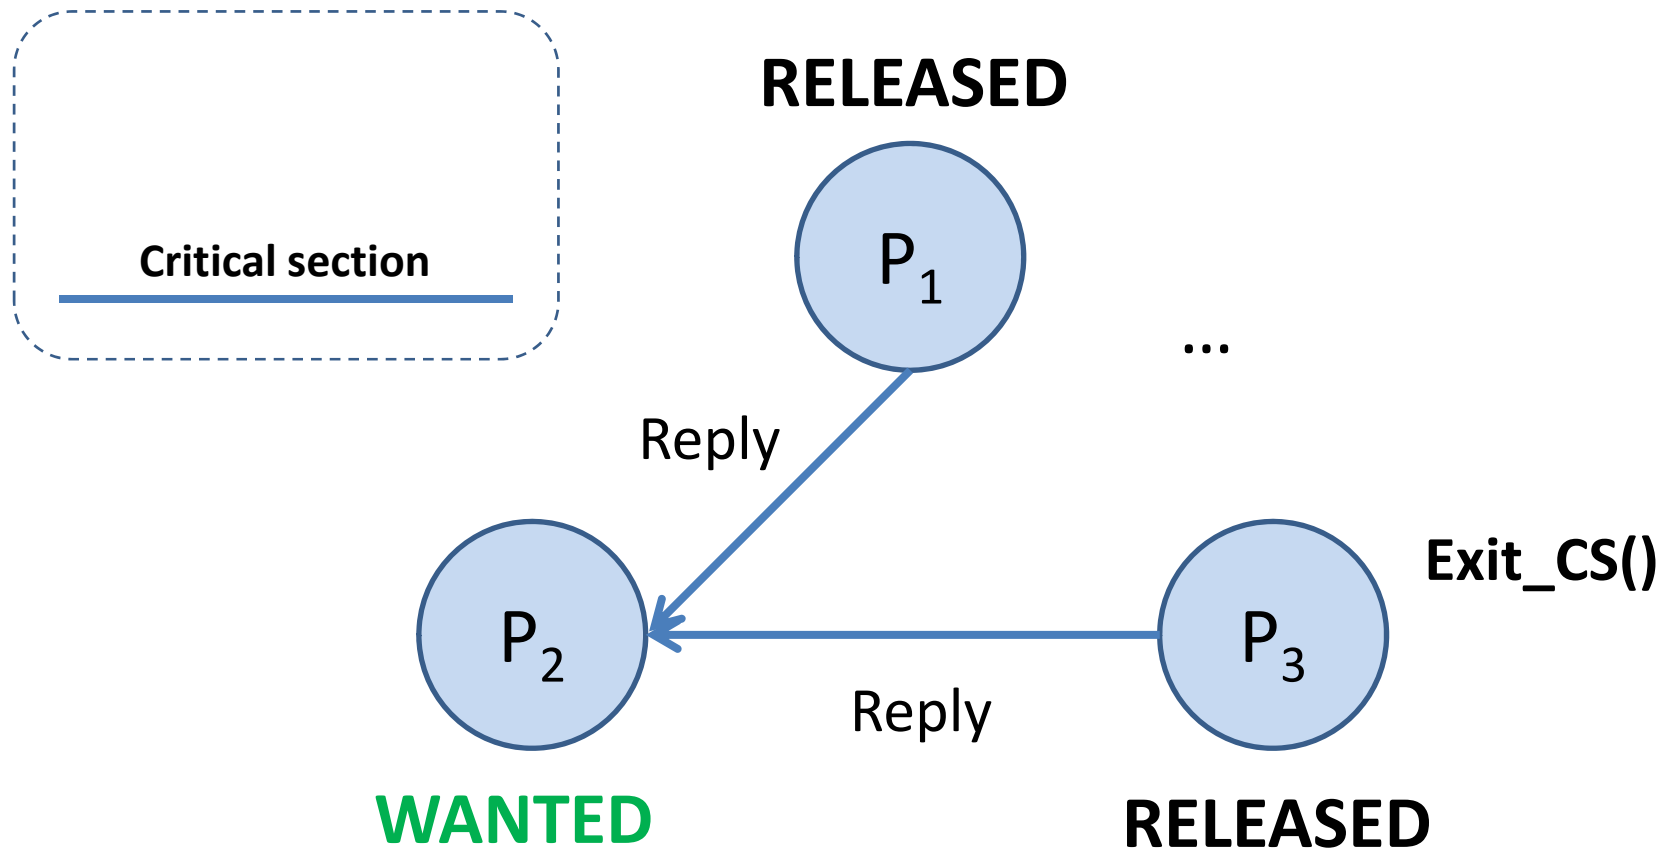 RELEASED
Critical section
P1
...
Reply
Exit_CS()
P2
P3
Reply
WANTED
RELEASED